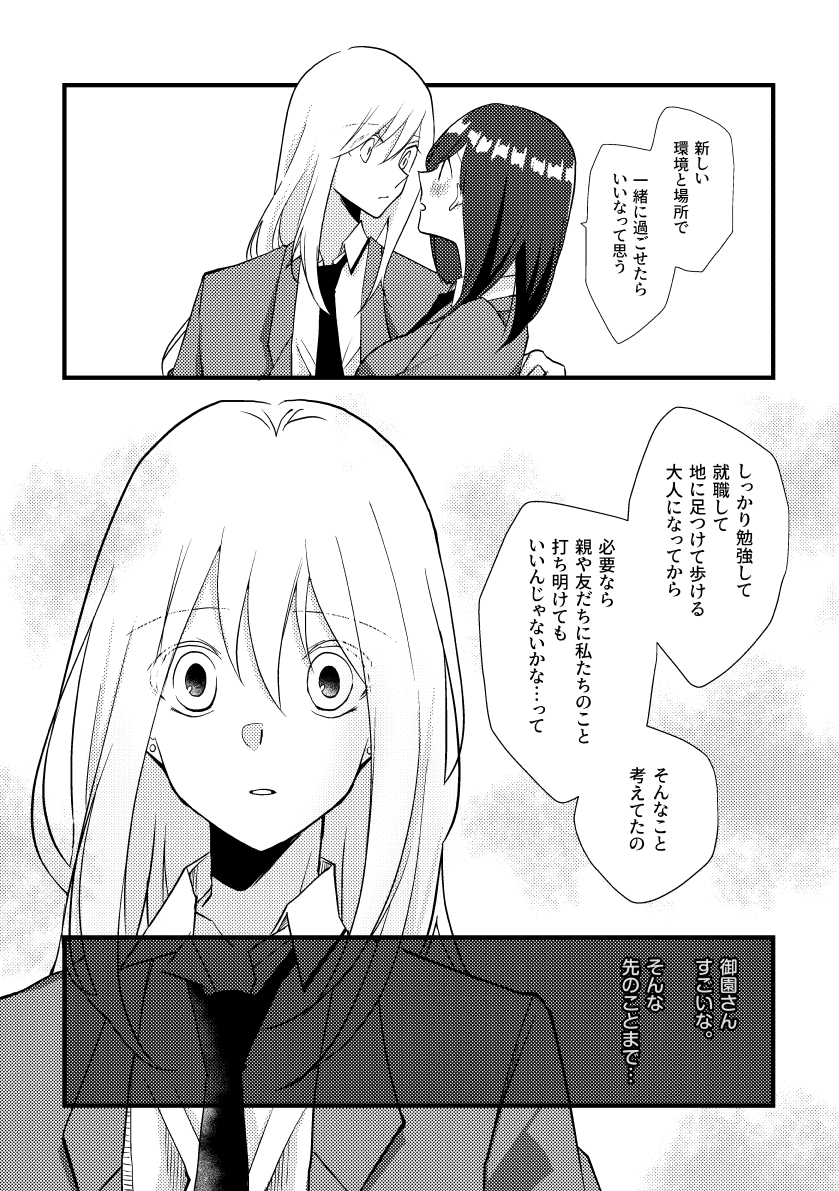 新しい
環境と場所で
一緒に過ごせたら
いいなって思う
しっかり勉強して
就職して
地に足つけて歩ける
大人になってから
必要なら
親や友だちに私たちのこと
打ち明けても
いいんじゃないかな…って
そんなこと
考えてたの
御園さん
すごいな。
そんな
先のことまで…